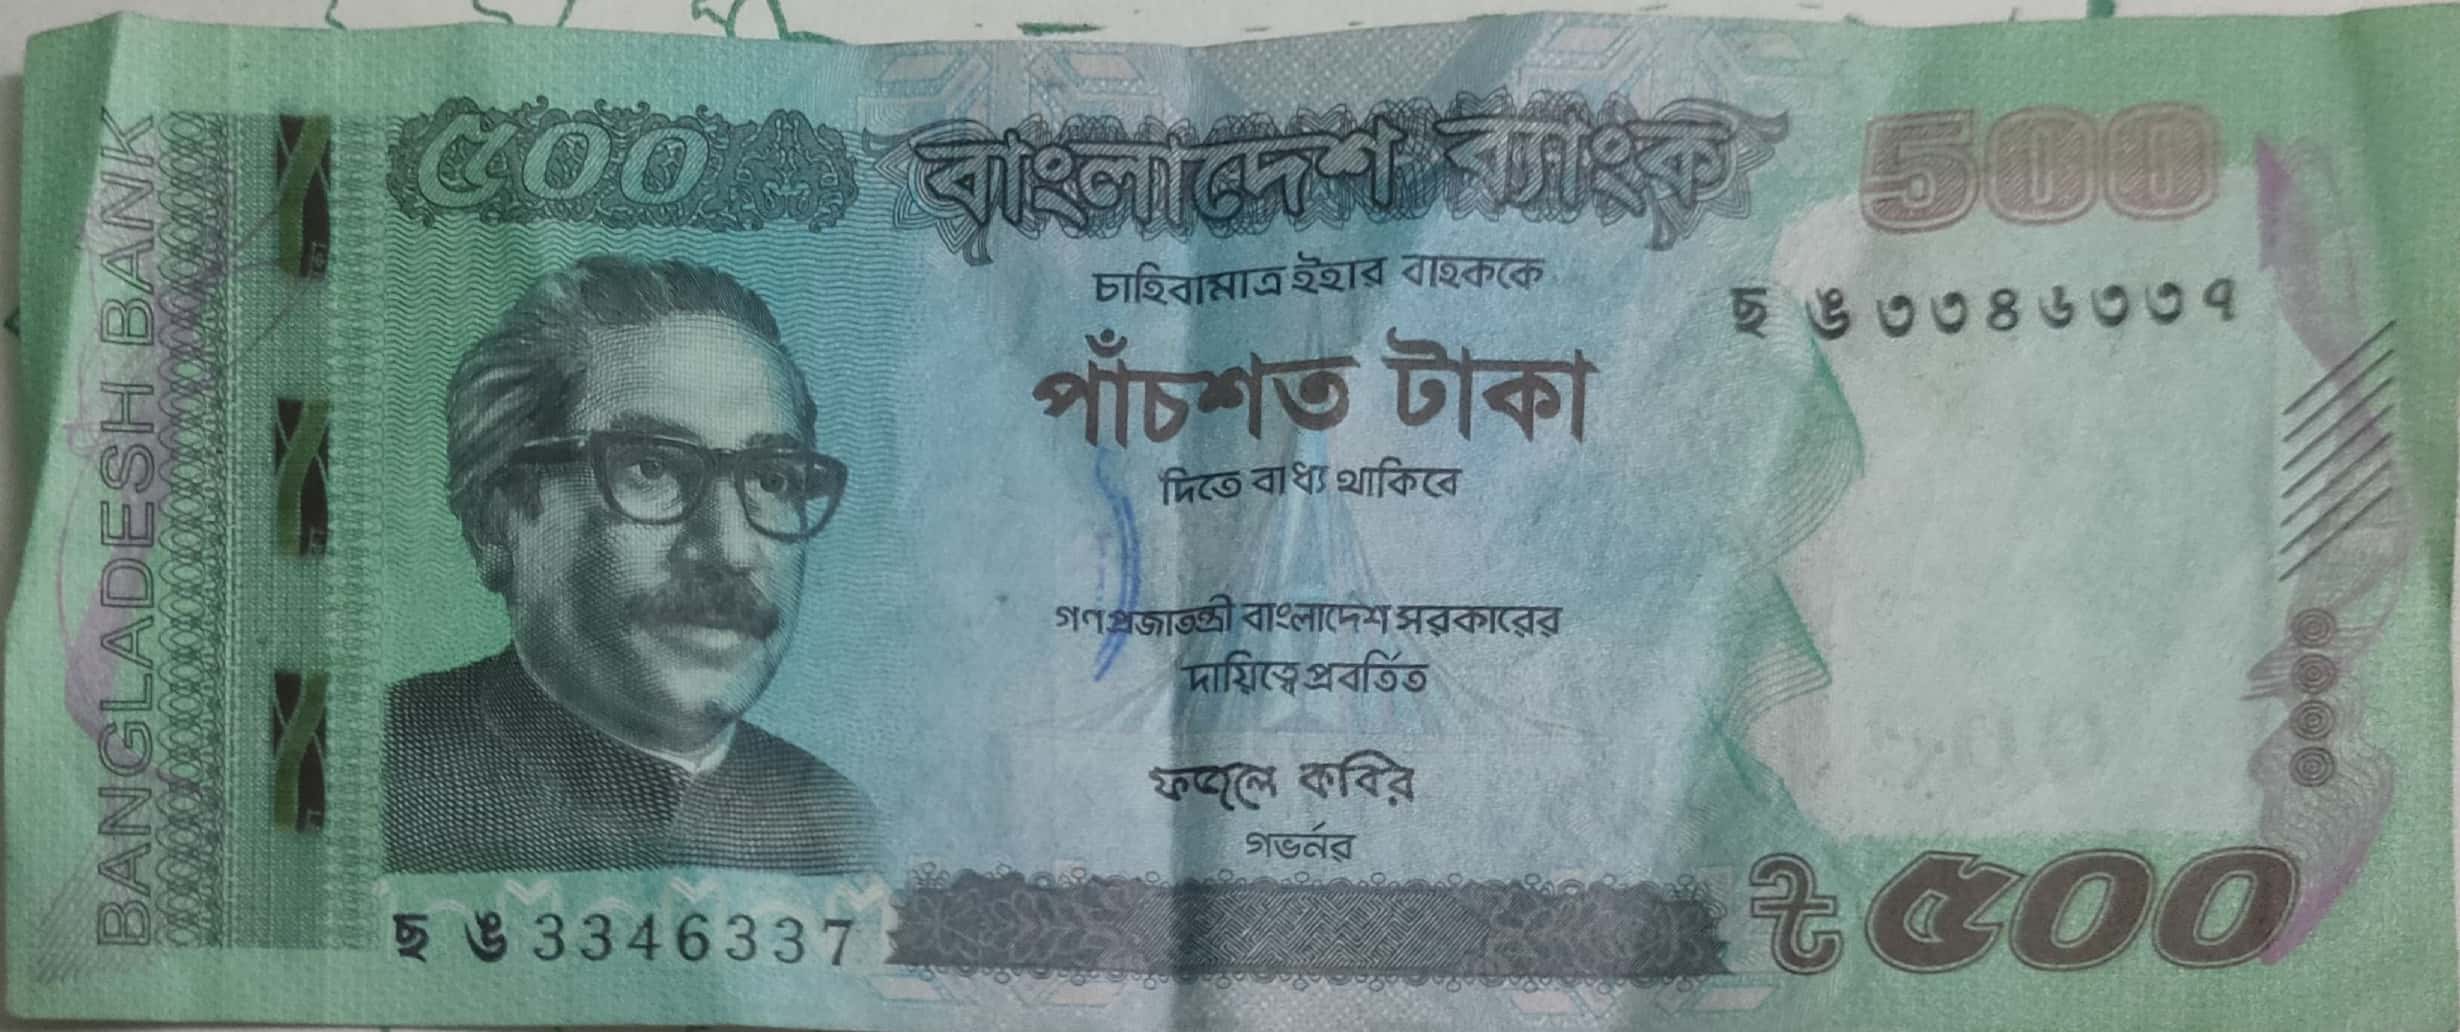 BANGLADESH BANK
৫০০
বাংলাদেশ ব্যাংক
500
চাহিবামাত্র ইহার বাহককে
ছ ঙ ৩৩৪৬৩৩৭
পাঁচশত টাকা
দিতে বাধ্য থাকিবে
গণপ্রজাতন্ত্রী বাংলাদেশ সরকারের
দায়িত্বে প্রবর্তিত
ফজলে কবির
গভর্নর
ছ ঙ 3346337
৳ ৫০০